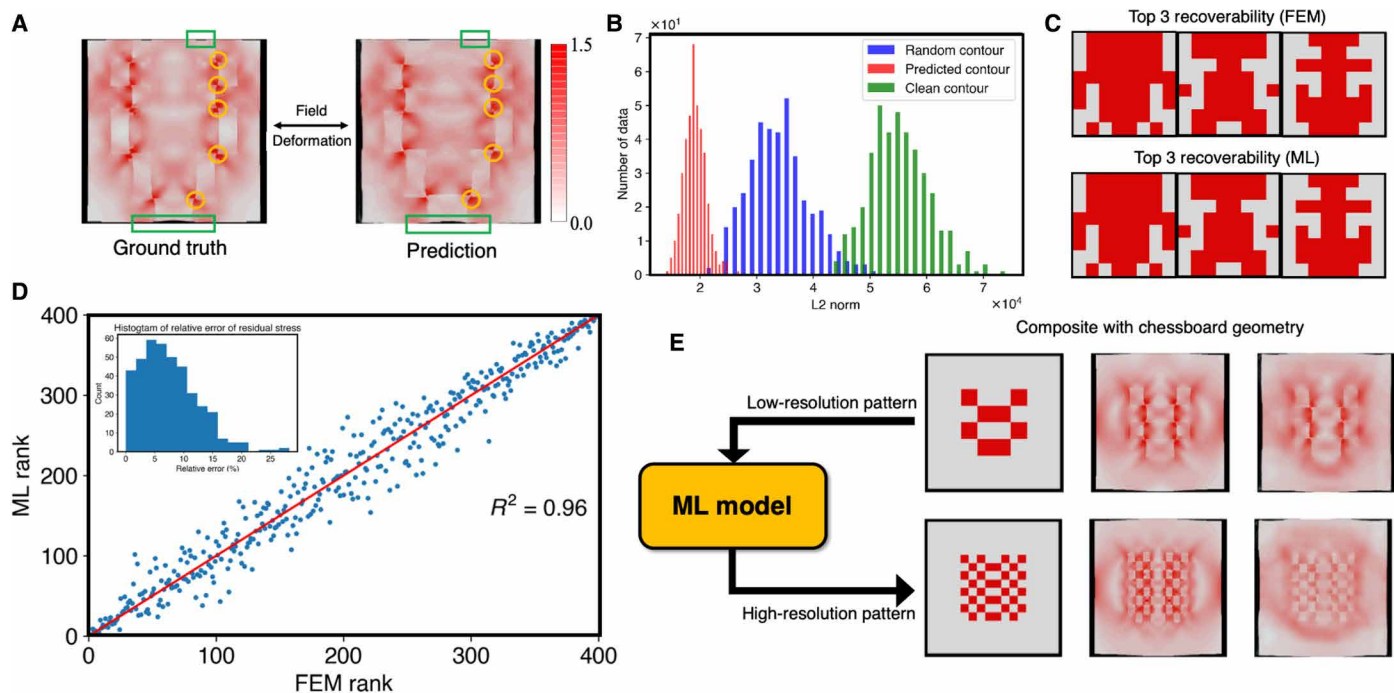 A
1.5
Field
Deformation
0.0
Ground truth
Prediction
B
×10¹
7
6
5
4
3
2
1
0
Number of data
Random contour
Predicted contour
Clean contour
2
3
4
5
6
7
L2 norm
×10⁴
C
Top 3 recoverability (FEM)
Top 3 recoverability (ML)
D
400
300
200
100
0
ML rank
Histogtam of relative error of residual stress
60
50
40
30
20
10
0
Count
0
5
10
15
20
25
Relative error (%)
R² = 0.96
0
100
200
300
400
FEM rank
E
Composite with chessboard geometry
Low-resolution pattern
ML model
High-resolution pattern